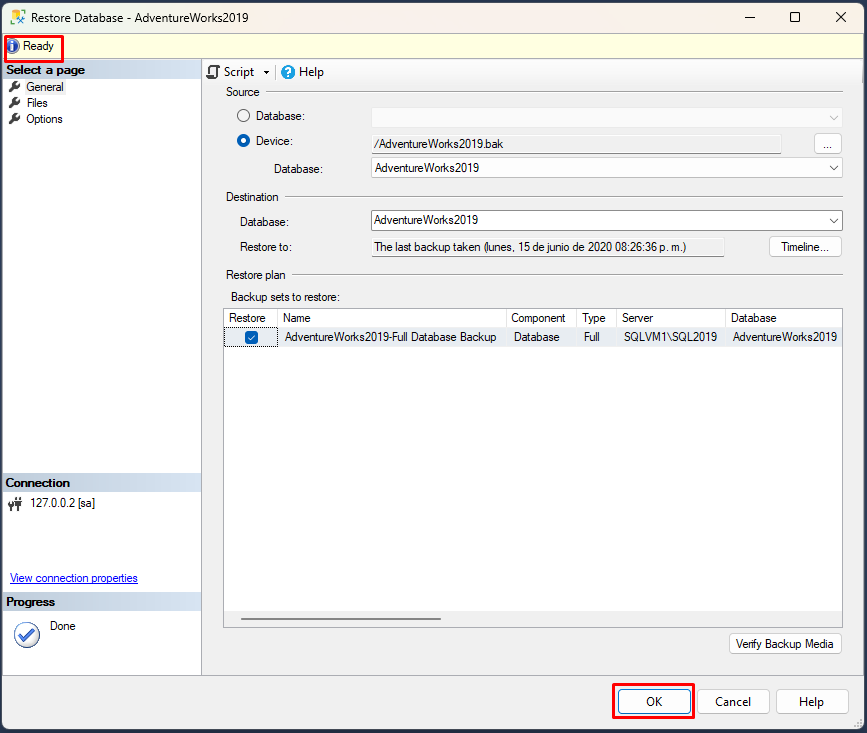 Restore Database - AdventureWorks2019
Ready
Select a page
General
Files
Options
Script
Help
Source
Database:
Device:
/AdventureWorks2019.bak
...
Database:
AdventureWorks2019
Destination
Database:
AdventureWorks2019
Restore to:
The last backup taken (lunes, 15 de junio de 2020 08:26:36 p. m.)
Timeline...
Restore plan
Backup sets to restore:
Restore Name Component Type Server Database
AdventureWorks2019-Full Database Backup Database Full SQLVM1\SQL2019 AdventureWorks2019
Connection
127.0.0.2 [sa]
View connection properties
Progress
Done
Verify Backup Media
OK
Cancel
Help